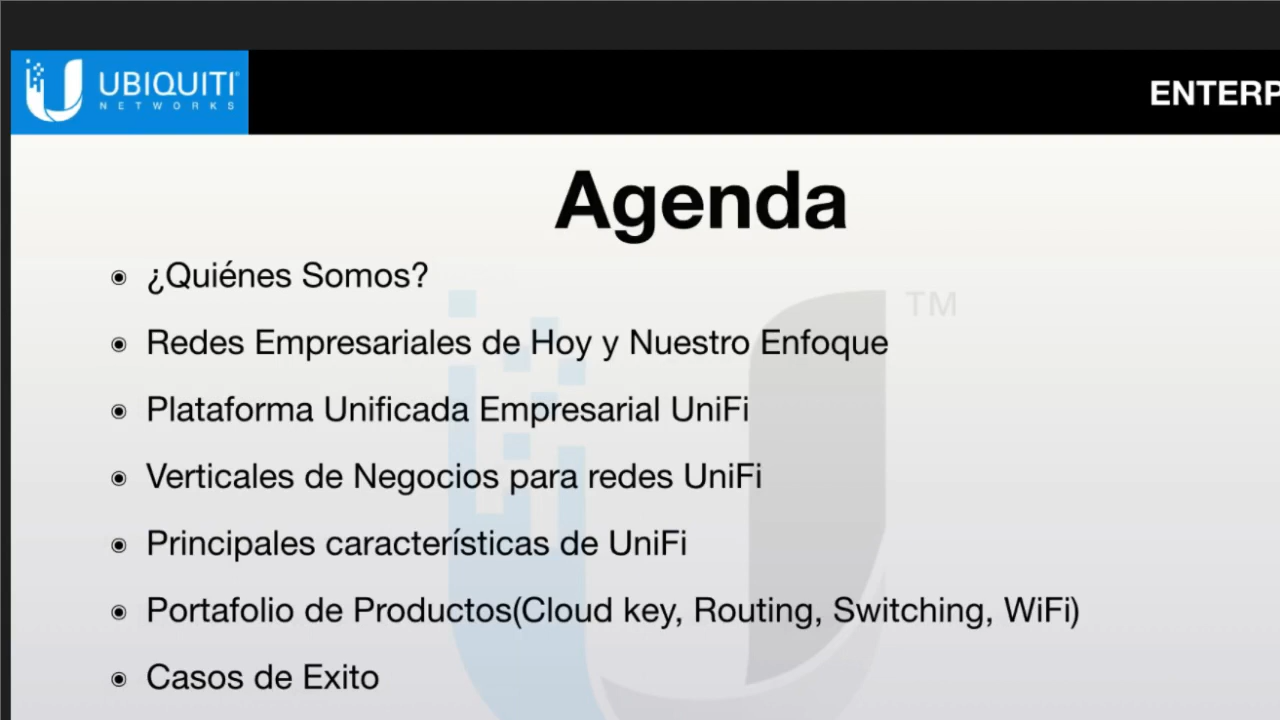 UBIQUITI
NETWORKS
ENTERP
Agenda
¿Quiénes Somos?
Redes Empresariales de Hoy y Nuestro Enfoque
Plataforma Unificada Empresarial UniFi
Verticales de Negocios para redes UniFi
Principales características de UniFi
Portafolio de Productos(Cloud key, Routing, Switching, WiFi)
Casos de Exito
TM